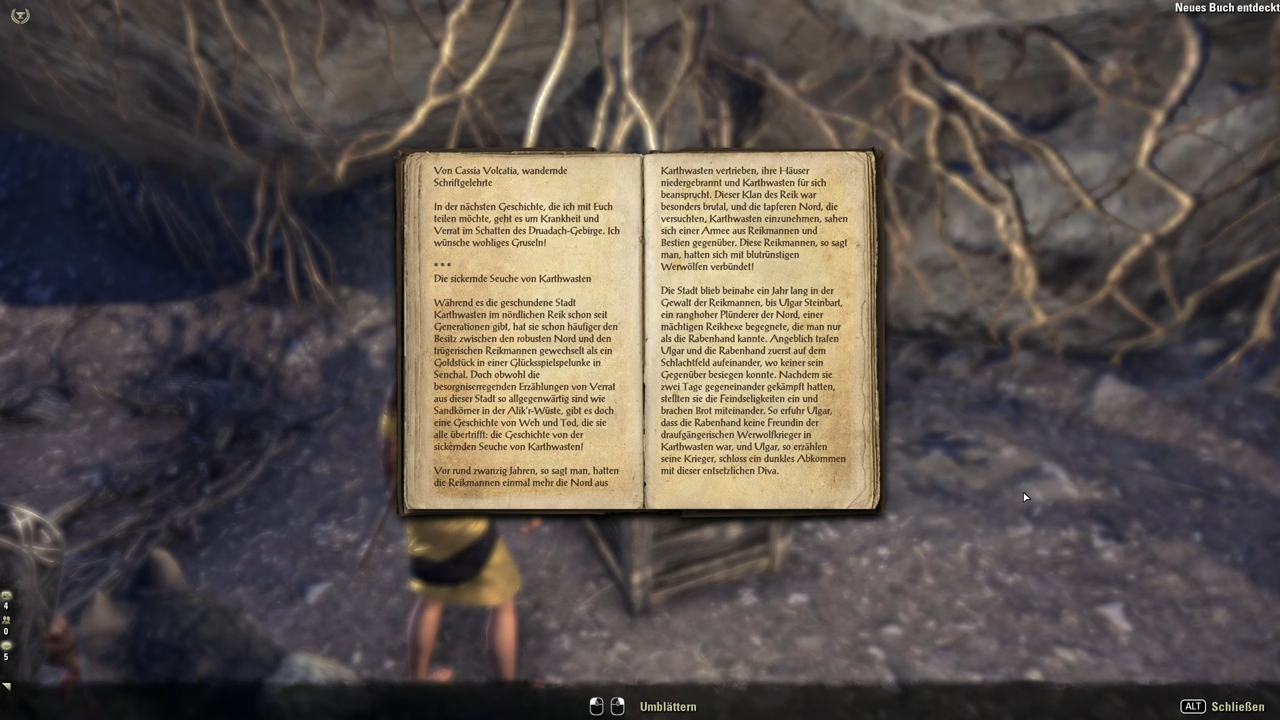 Neues Buch entdeckt
Von Cassia Volcatia, wandernde
Schriftgelehrte
In der nächsten Geschichte, die ich mit Euch
teilen möchte, geht es um Krankheit und
Verrat im Schatten des Druadach-Gebirge. Ich
wünsche wohliges Gruseln!
***
Die sickernde Seuche von Karthwasten
Während es die geschundene Stadt
Karthwasten im nördlichen Reik schon seit
Generationen gibt, hat sie schon häufiger den
Besitz zwischen den robusten Nord und den
trügerischen Reikmannen gewechselt als ein
Goldstück in einer Glücksspielspelunke in
Senchal. Doch obwohl die
besorgniserregenden Erzählungen von Verrat
aus dieser Stadt so allgegenwärtig sind wie
Sandkörner in der Alik'r-Wüste, gibt es doch
eine Geschichte von Weh und Tod, die sie
alle übertrifft: die Geschichte von der
sickernden Seuche von Karthwasten!
Vor rund zwanzig Jahren, so sagt man, hatten
die Reikmannen einmal mehr die Nord aus
Karthwasten vertrieben, ihre Häuser
niedergebrannt und Karthwasten für sich
beansprucht. Dieser Klan des Reik war
besonders brutal, und die tapferen Nord, die
versuchten, Karthwasten einzunehmen, sahen
sich einer Armee aus Reikmannen und
Bestien gegenüber. Diese Reikmannen, so sagt
man, hatten sich mit blutrünstigen
Werwölfen verbündet!
Die Stadt blieb beinahe ein Jahr lang in der
Gewalt der Reikmannen, bis Ulgar Steinbart,
ein ranghoher Plünderer der Nord, einer
mächtigen Reikhexe begegnete, die man nur
als die Rabenhand kannte. Angeblich trafen
Ulgar und die Rabenhand zuerst auf dem
Schlachtfeld aufeinander, wo keiner sein
Gegenüber besiegen konnte. Nachdem sie
zwei Tage gegeneinander gekämpft hatten,
stellten sie die Feindseligkeiten ein und
brachen Brot miteinander. So erfuhr Ulgar,
dass die Rabenhand keine Freundin der
draufgängerischen Werwolfkrieger in
Karthwasten war, und Ulgar, so erzählen
seine Krieger, schloss ein dunkles Abkommen
mit dieser entsetzlichen Diva.
4
0
5
Umblättern
ALT Schließen